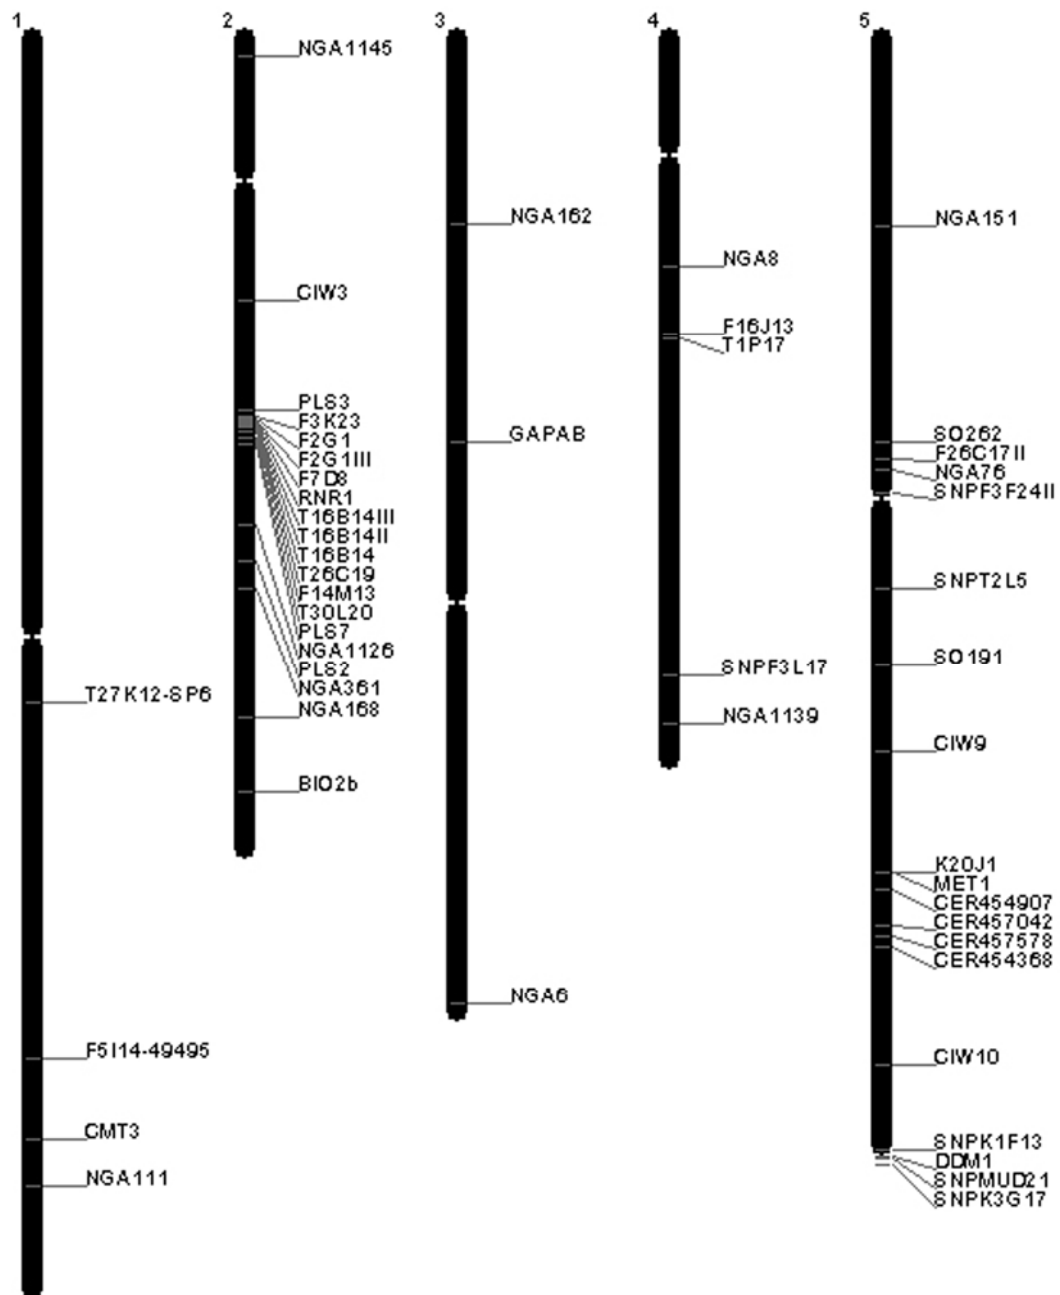 1
2
3
4
5
T27K12-SP6
F5I14-49495
CMT3
NGA111
NGA1145
CIW3
PLS3
F3K23
F2G1
F2G1III
F7D8
RNR1
T16B14III
T16B14II
T16B14
T26C19
F14M13
T30L20
PLS7
NGA1126
PLS2
NGA361
NGA168
BIO2b
NGA162
GAPAB
NGA6
NGA8
F16J13
T1P17
SNPF3L17
NGA1139
NGA151
SO262
F26C17II
NGA76
SNPF3F24II
SNPT2L5
SO191
CIW9
K20J1
MET1
CER454907
CER457042
CER457578
CER454368
CIW10
SNPK1F13
DDM1
SNPMUD21
SNPK3G17